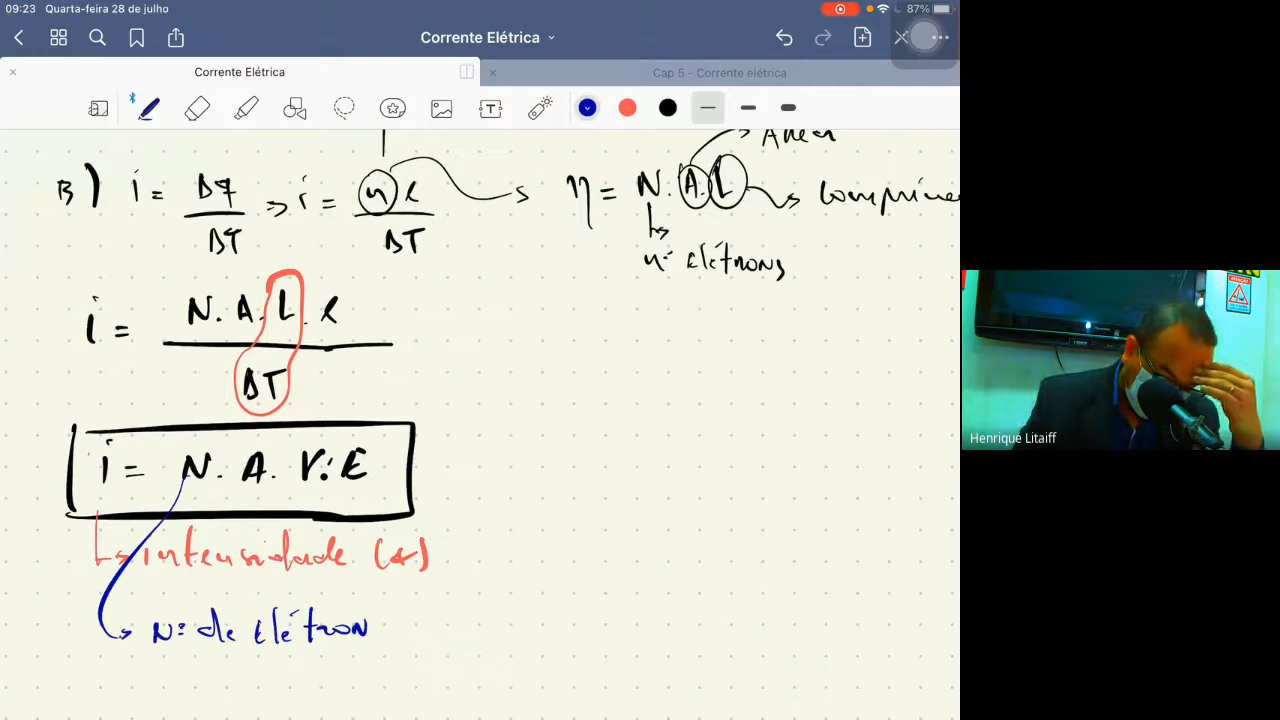 09:23 Quarta-feira 28 de julho 87%
Corrente Elétrica
Corrente Elétrica
Cap 5 - Corrente elétrica
Área
B) i = Δq / ΔT ⇒ i = n e / ΔT
η = N. A. L
Comprime
nº elétrons
i = N. A. L. e / ΔT
i = N. A. V. E
intensidade (A)
Nº de elétron
Henrique Litaiff